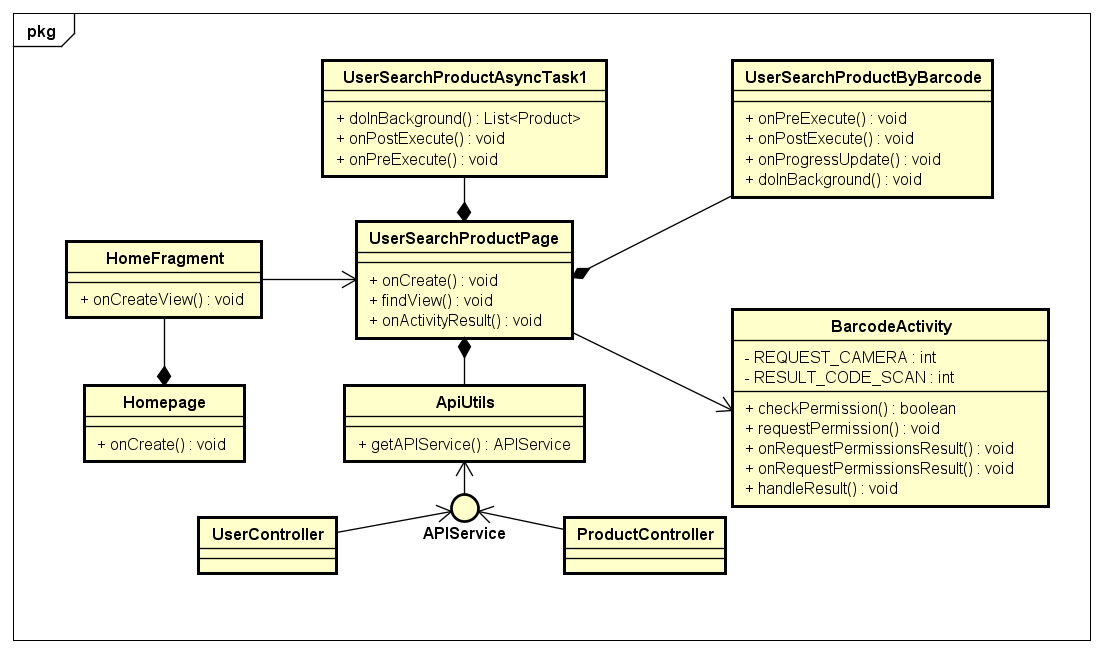 pkg
UserSearchProductAsyncTask1
+ doInBackground() : List<Product>
+ onPostExecute() : void
+ onPreExecute() : void
UserSearchProductByBarcode
+ onPreExecute() : void
+ onPostExecute() : void
+ onProgressUpdate() : void
+ doInBackground() : void
HomeFragment
+ onCreateView() : void
UserSearchProductPage
+ onCreate() : void
+ findView() : void
+ onActivityResult() : void
BarcodeActivity
- REQUEST_CAMERA : int
- RESULT_CODE_SCAN : int
+ checkPermission() : boolean
+ requestPermission() : void
+ onRequestPermissionsResult() : void
+ onRequestPermissionsResult() : void
+ handleResult() : void
Homepage
+ onCreate() : void
ApiUtils
+ getAPIService() : APIService
APIService
UserController
ProductController